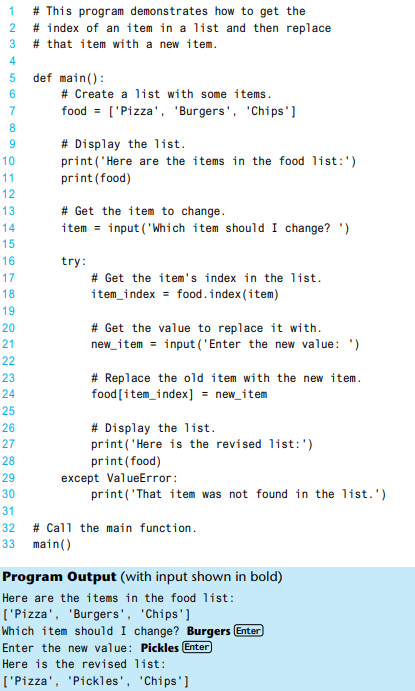 1 # This program demonstrates how to get the
2 # index of an item in a list and then replace
3 # that item with a new item.
4
5 def main():
6     # Create a list with some items.
7     food = ['Pizza', 'Burgers', 'Chips']
8
9     # Display the list.
10     print('Here are the items in the food list:')
11     print(food)
12
13     # Get the item to change.
14     item = input('Which item should I change? ')
15
16     try:
17         # Get the item's index in the list.
18         item_index = food.index(item)
19
20         # Get the value to replace it with.
21         new_item = input('Enter the new value: ')
22
23         # Replace the old item with the new item.
24         food[item_index] = new_item
25
26         # Display the list.
27         print('Here is the revised list:')
28         print(food)
29     except ValueError:
30         print('That item was not found in the list.')
31
32 # Call the main function.
33 main()
Program Output (with input shown in bold)
Here are the items in the food list:
['Pizza', 'Burgers', 'Chips']
Which item should I change? Burgers Enter
Enter the new value: Pickles Enter
Here is the revised list:
['Pizza', 'Pickles', 'Chips']